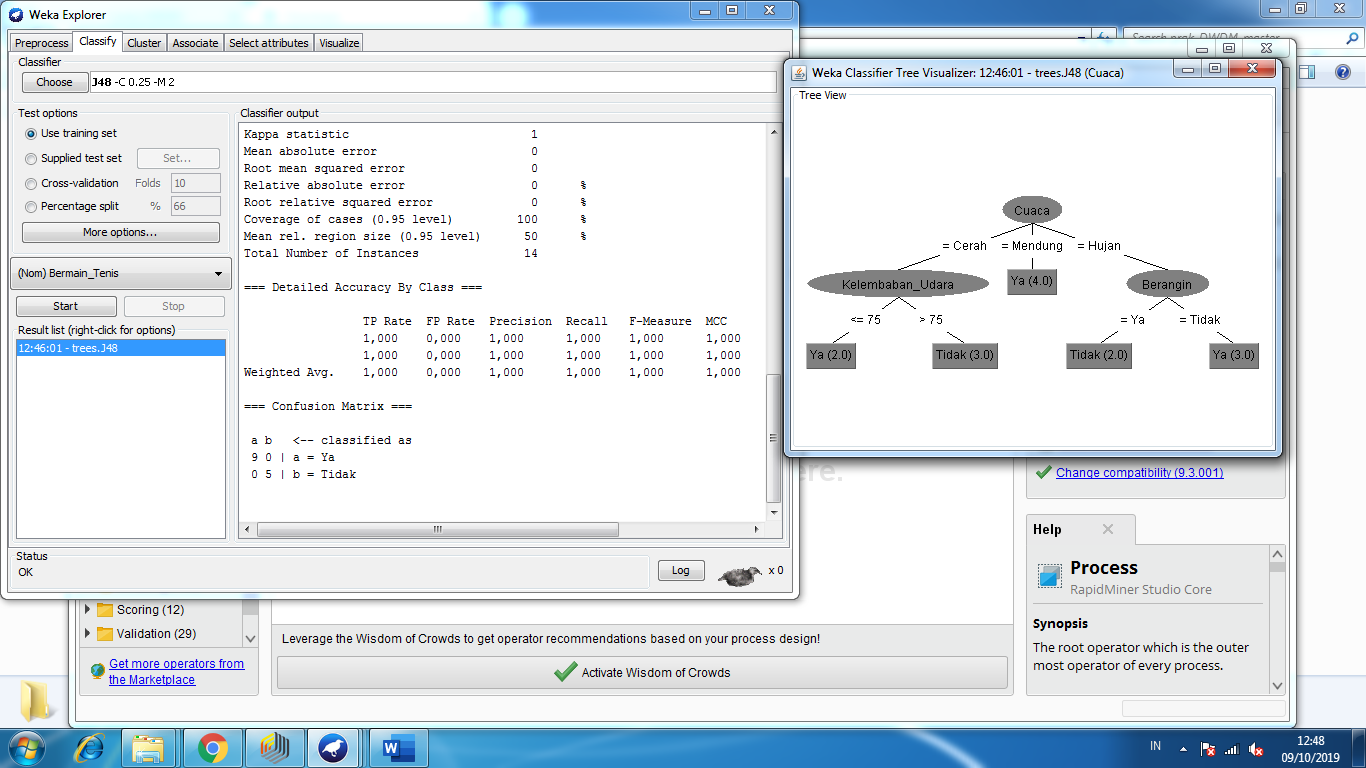 Weka Explorer
Preprocess Classify Cluster Associate Select attributes Visualize
Classifier
Choose J48 -C 0.25 -M 2
Test options
Use training set
Supplied test set Set...
Cross-validation Folds 10
Percentage split % 66
More options...
(Nom) Bermain_Tenis
Start Stop
Result list (right-click for options)
12:46:01 - trees.J48
Classifier output
Kappa statistic 1
Mean absolute error 0
Root mean squared error 0
Relative absolute error 0 %
Root relative squared error 0 %
Coverage of cases (0.95 level) 100 %
Mean rel. region size (0.95 level) 50 %
Total Number of Instances 14
=== Detailed Accuracy By Class ===
TP Rate FP Rate Precision Recall F-Measure MCC
1,000 0,000 1,000 1,000 1,000 1,000
1,000 0,000 1,000 1,000 1,000 1,000
Weighted Avg. 1,000 0,000 1,000 1,000 1,000 1,000
=== Confusion Matrix ===
a b <-- classified as
9 0 | a = Ya
0 5 | b = Tidak
Status
OK
Log x 0
Weka Classifier Tree Visualizer: 12:46:01 - trees.J48 (Cuaca)
Tree View
Cuaca
= Cerah = Mendung = Hujan
Kelembaban_Udara Ya (4.0) Berangin
<= 75 > 75 = Ya = Tidak
Ya (2.0) Tidak (3.0) Tidak (2.0) Ya (3.0)
ere.
Change compatibility (9.3.001)
Help
Process
RapidMiner Studio Core
Synopsis
The root operator which is the outer
most operator of every process.
Scoring (12)
Validation (29)
Get more operators from
the Marketplace
Leverage the Wisdom of Crowds to get operator recommendations based on your process design!
Activate Wisdom of Crowds
IN
12:48
09/10/2019